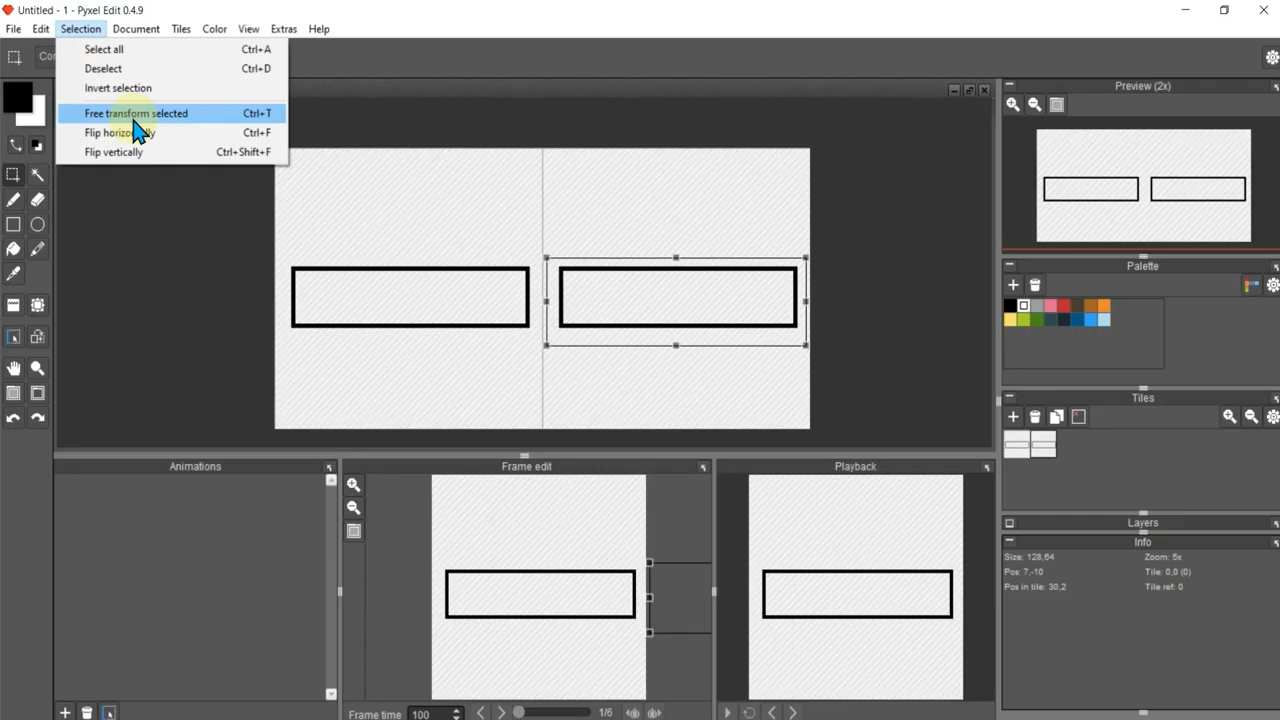 Untitled - 1 - Pyxel Edit 0.4.9
File Edit Selection Document Tiles Color View Extras Help
Select all Ctrl+A
Deselect Ctrl+D
Invert selection
Free transform selected Ctrl+T
Flip horizontally Ctrl+F
Flip vertically Ctrl+Shift+F
Preview (2x)
Palette
Tiles
Layers
Info
Size: 128,64 Zoom: 5x
Pos: 7,-10 Tile: 0,0 (0)
Pos in tile: 30,2 Tile ref: 0
Animations
Frame edit
Playback
Frame time 100 1/6